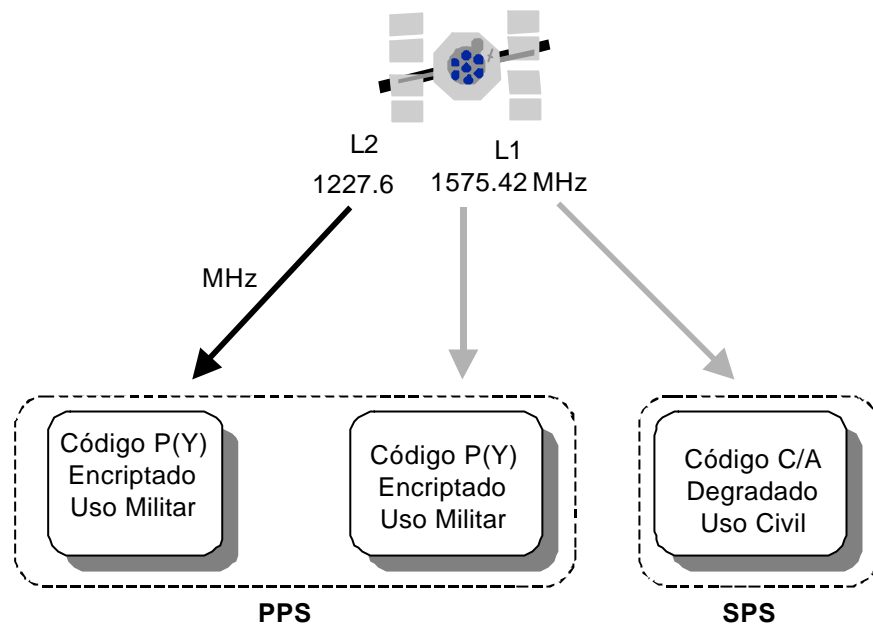 L2
L1
1227.6
1575.42 MHz
MHz
Código P(Y)
Encriptado
Uso Militar
Código P(Y)
Encriptado
Uso Militar
Código C/A
Degradado
Uso Civil
PPS
SPS